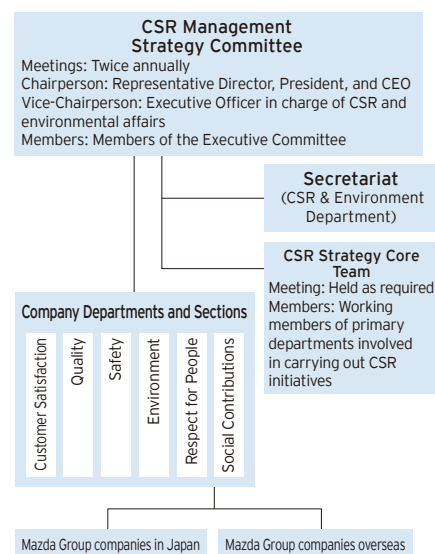 CSR Management
Strategy Committee
Meetings: Twice annually
Chairperson: Representative Director, President, and CEO
Vice-Chairperson: Executive Officer in charge of CSR and
environmental affairs
Members: Members of the Executive Committee
Secretariat
(CSR & Environment
Department)
CSR Strategy Core
Team
Meeting: Held as required
Members: Working
members of primary
departments involved
in carrying out CSR
initiatives
Company Departments and Sections
Customer Satisfaction
Quality
Safety
Environment
Respect for People
Social Contributions
Mazda Group companies in Japan
Mazda Group companies overseas